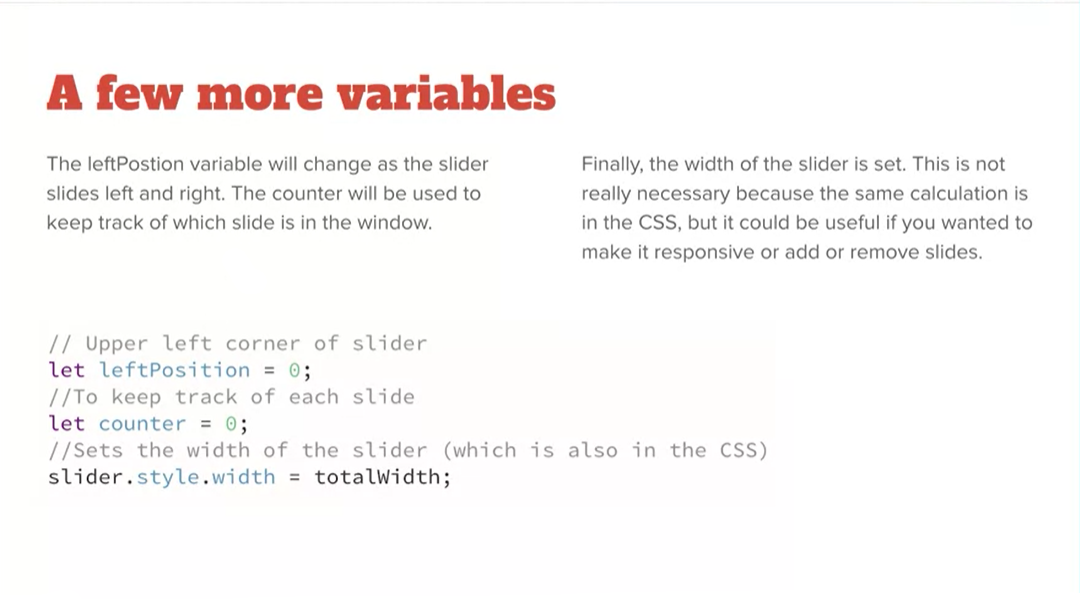 A few more variables
The leftPostion variable will change as the slider
slides left and right. The counter will be used to
keep track of which slide is in the window.
Finally, the width of the slider is set. This is not
really necessary because the same calculation is
in the CSS, but it could be useful if you wanted to
make it responsive or add or remove slides.
// Upper left corner of slider
let leftPosition = 0;
//To keep track of each slide
let counter = 0;
//Sets the width of the slider (which is also in the CSS)
slider.style.width = totalWidth;